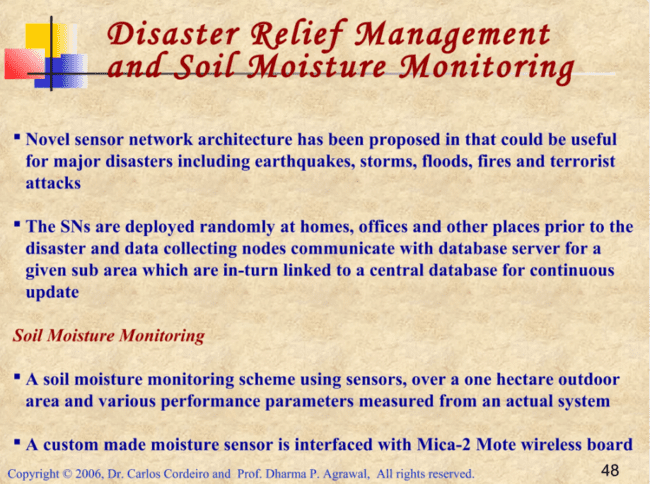 Disaster Relief Management
and Soil Moisture Monitoring
▪ Novel sensor network architecture has been proposed in that could be useful
for major disasters including earthquakes, storms, floods, fires and terrorist
attacks
▪ The SNs are deployed randomly at homes, offices and other places prior to the
disaster and data collecting nodes communicate with database server for a
given sub area which are in-turn linked to a central database for continuous
update
Soil Moisture Monitoring
▪ A soil moisture monitoring scheme using sensors, over a one hectare outdoor
area and various performance parameters measured from an actual system
▪ A custom made moisture sensor is interfaced with Mica-2 Mote wireless board
Copyright © 2006, Dr. Carlos Cordeiro and Prof. Dharma P. Agrawal, All rights reserved.
48